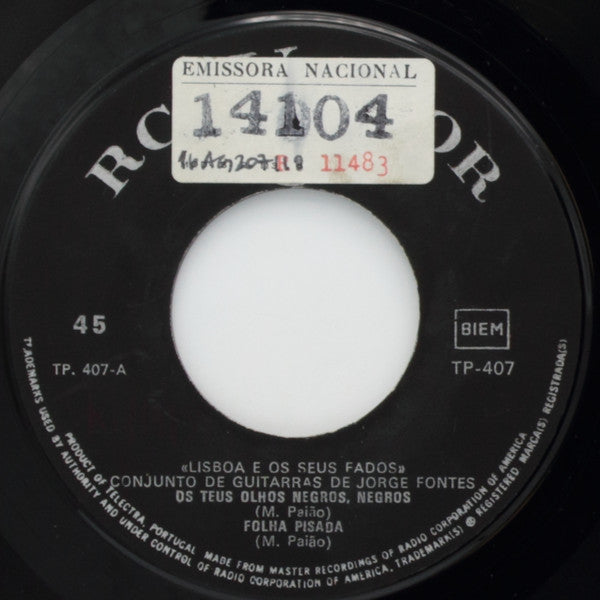 RC OR
EMISSORA NACIONAL
14104
R 11483
45
BIEM
TP. 407-A
TP-407
«LISBOA E OS SEUS FADOS»
CONJUNTO DE GUITARRAS DE JORGE FONTES
OS TEUS OLHOS NEGROS, NEGROS
(M. Paião)
FOLHA PISADA
(M. Paião)
TRADEMARKS USED BY AUTHORITY AND UNDER CONTROL OF RADIO CORPORATION OF AMERICA, TRADEMARK(S) ® REGISTERED. MARCA(S) REGISTRADA(S)
PRODUCT OF TELECTRA, PORTUGAL MADE FROM MASTER RECORDINGS OF RADIO CORPORATION OF AMERICA